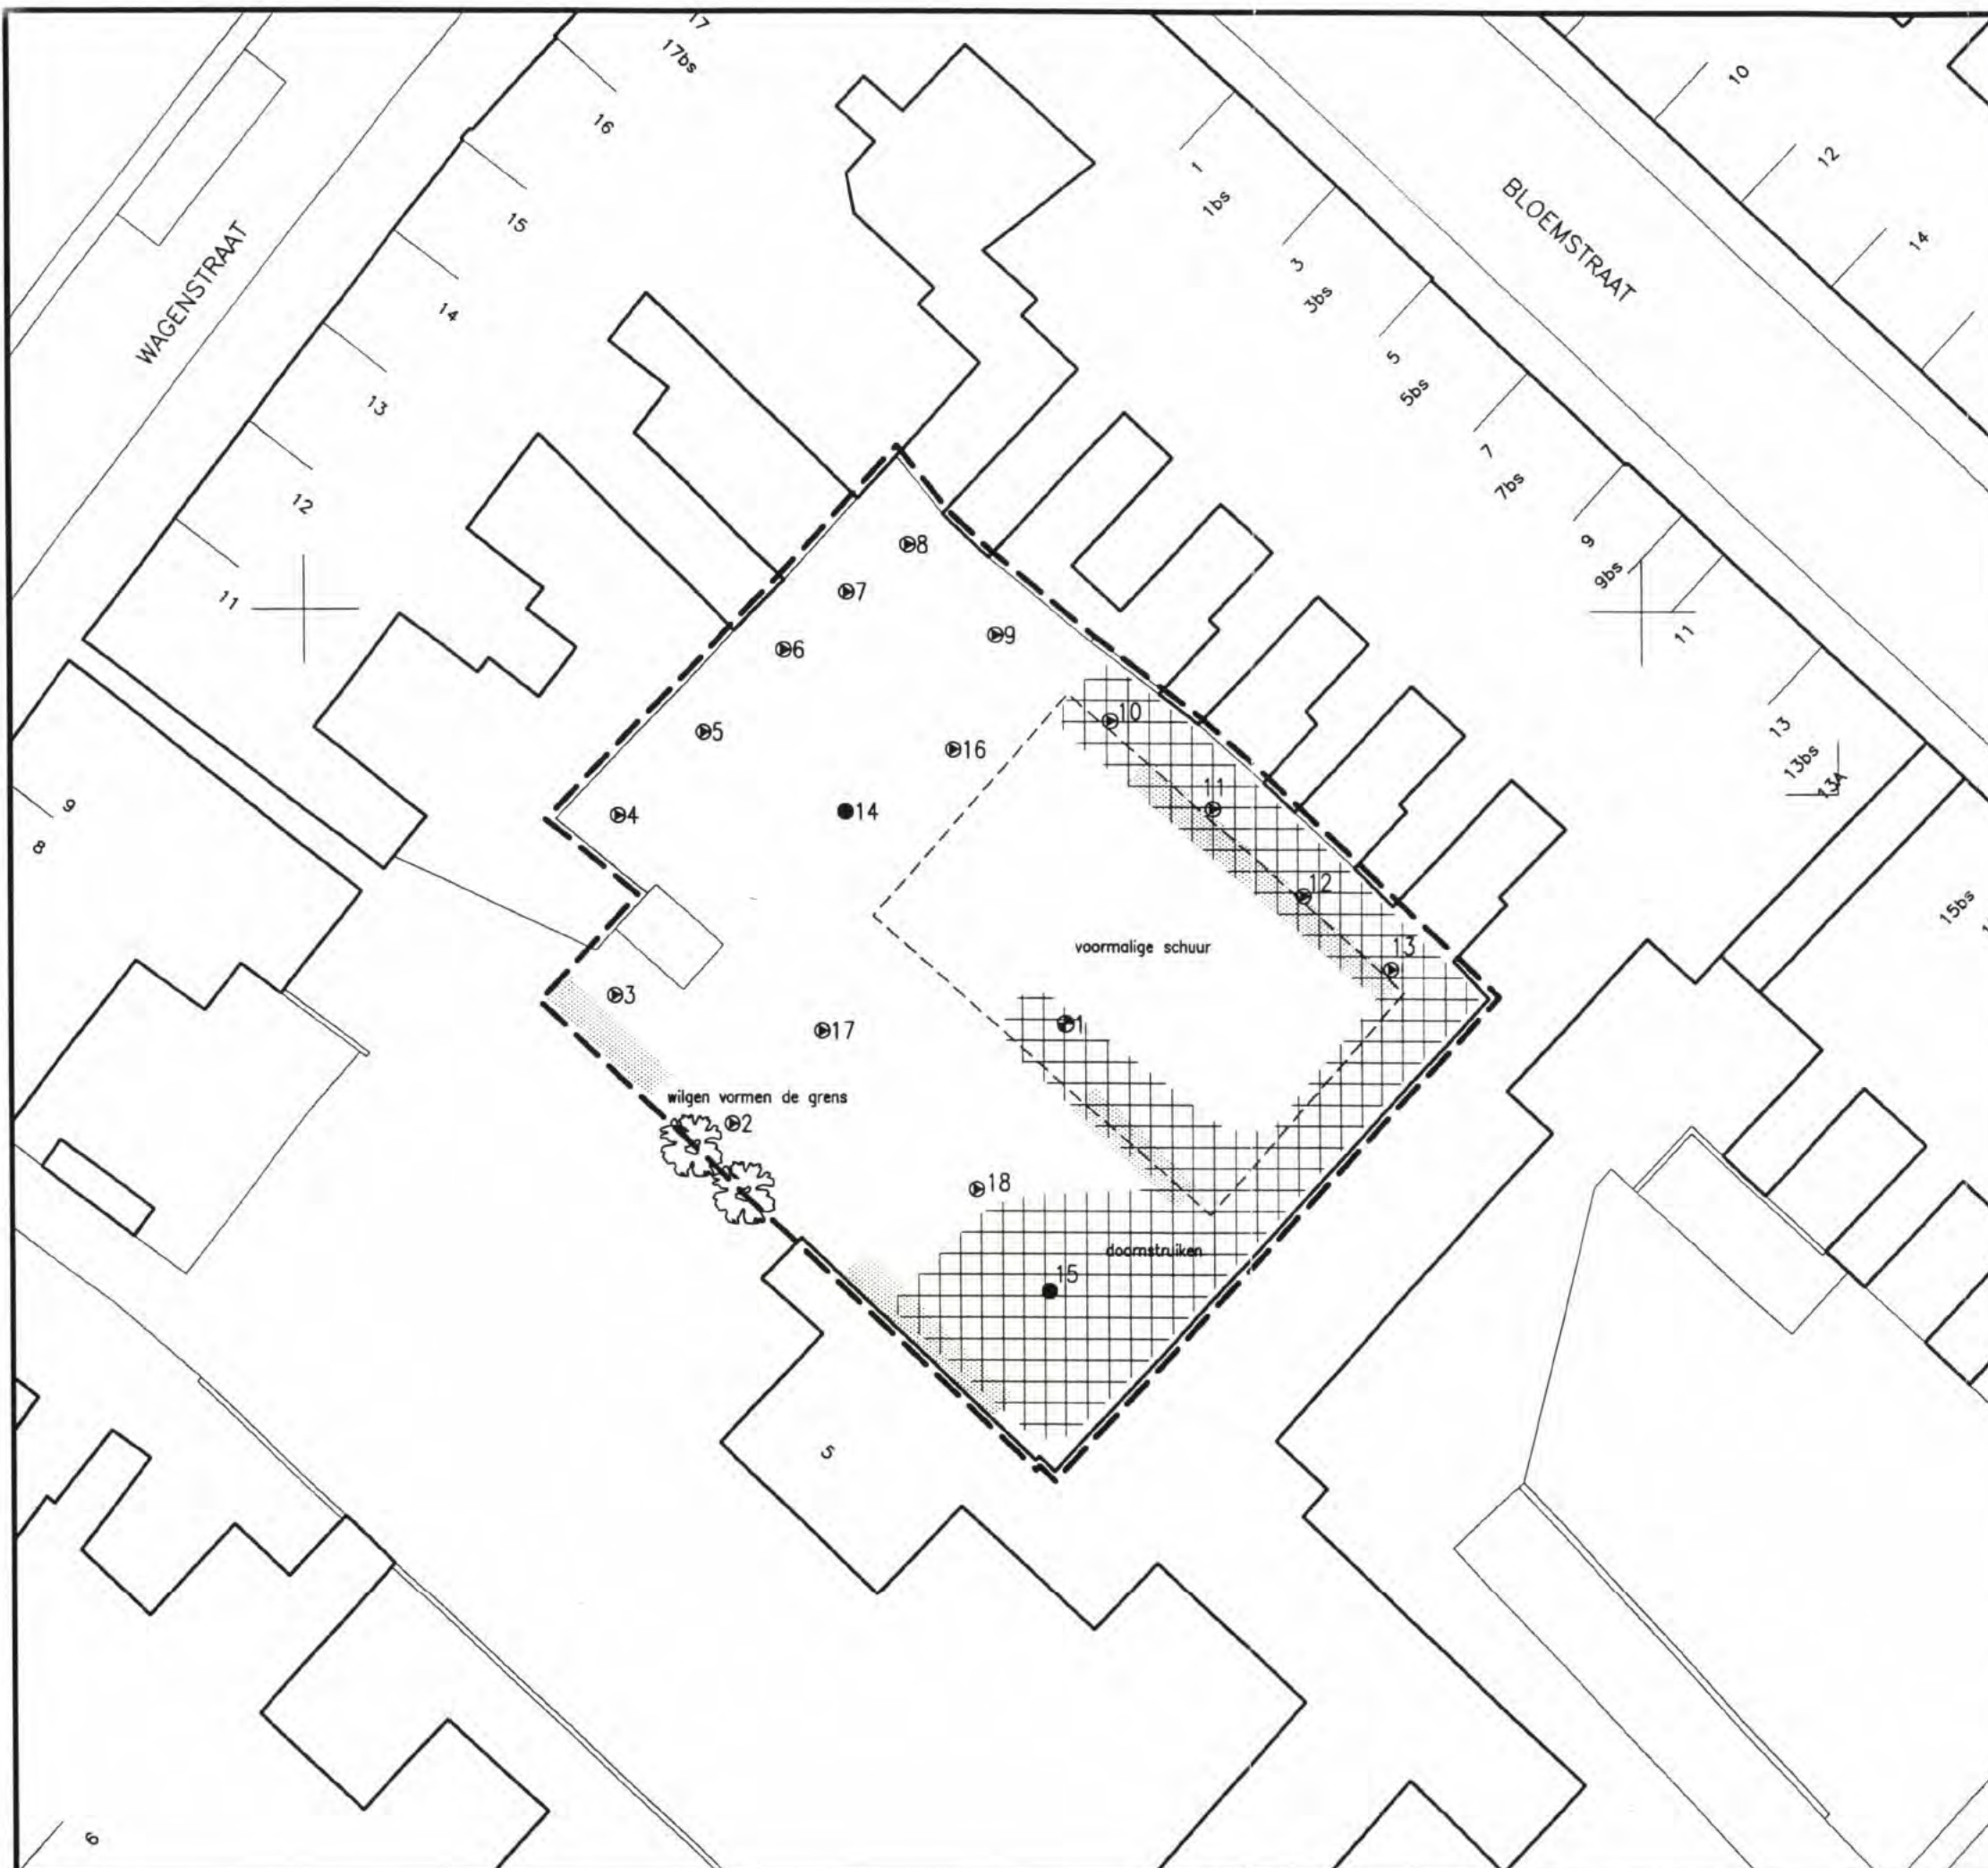 17
17bs
16
15
14
13
12
11
WAGENSTRAAT
BLOEMSTRAAT
10
12
14
1
1bs
3
3bs
5
5bs
7
7bs
9
9bs
11
13
13bs
13A
15bs
9
8
8
7
9
6
5
10
16
11
4
14
12
voormalige schuur
13
3
1
17
wilgen vormen de grens
2
18
doornstruiken
15
5
6